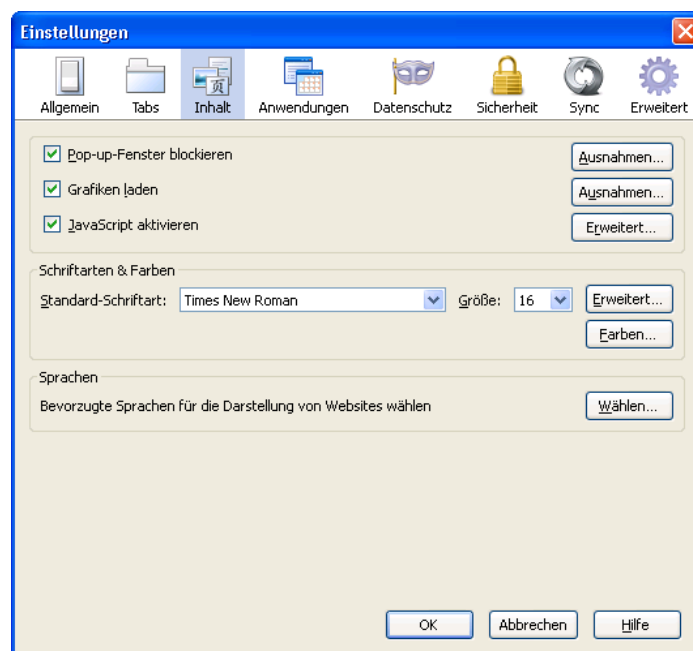 Einstellungen
Allgemein Tabs Inhalt Anwendungen Datenschutz Sicherheit Sync Erweitert
Pop-up-Fenster blockieren Ausnahmen...
Grafiken laden Ausnahmen...
JavaScript aktivieren Erweitert...
Schriftarten & Farben
Standard-Schriftart: Times New Roman Größe: 16 Erweitert...
Farben...
Sprachen
Bevorzugte Sprachen für die Darstellung von Websites wählen Wählen...
OK Abbrechen Hilfe